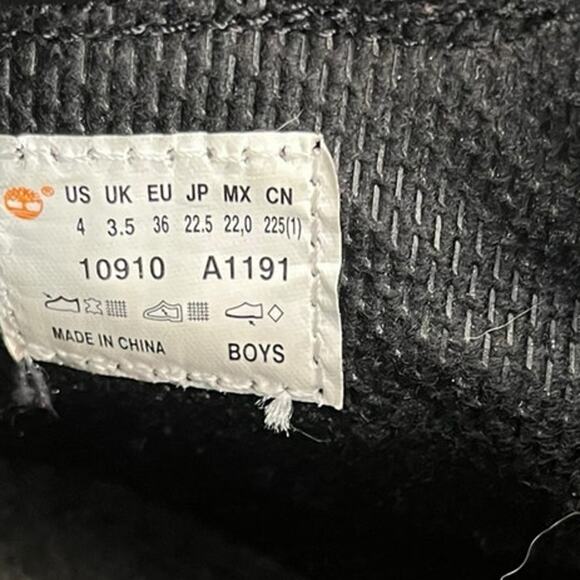 ® US UK EU JP MX CN
4 3.5 36 22.5 22,0 225(1)
10910 A1191
MADE IN CHINA BOYS